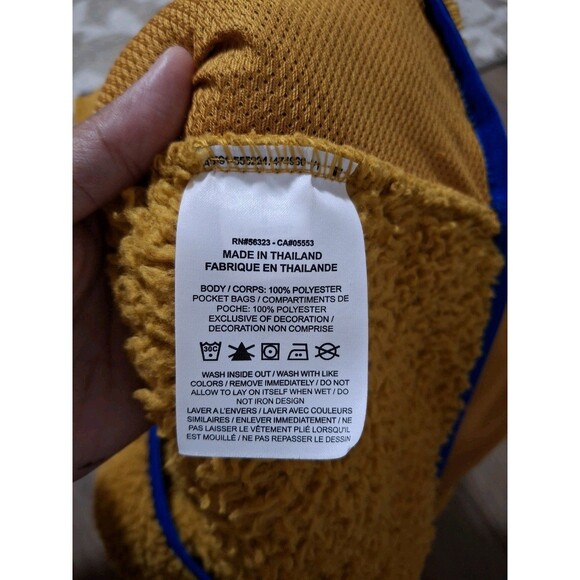 RN#56323 - CA#05553
MADE IN THAILAND
FABRIQUE EN THAILANDE
BODY / CORPS: 100% POLYESTER
POCKET BAGS / COMPARTIMENTS DE
POCHE: 100% POLYESTER
EXCLUSIVE OF DECORATION /
DECORATION NON COMPRISE
30C
WASH INSIDE OUT / WASH WITH LIKE
COLORS / REMOVE IMMEDIATELY / DO NOT
ALLOW TO LAY ON ITSELF WHEN WET / DO
NOT IRON DESIGN
LAVER A L'ENVERS / LAVER AVEC COULEURS
SIMILAIRES / ENLEVER IMMEDIATEMENT / NE
PAS LAISSER LE VÊTEMENT PLIÉ LORSQU'IL
EST MOUILLÉ / NE PAS REPASSER LE DESSIN